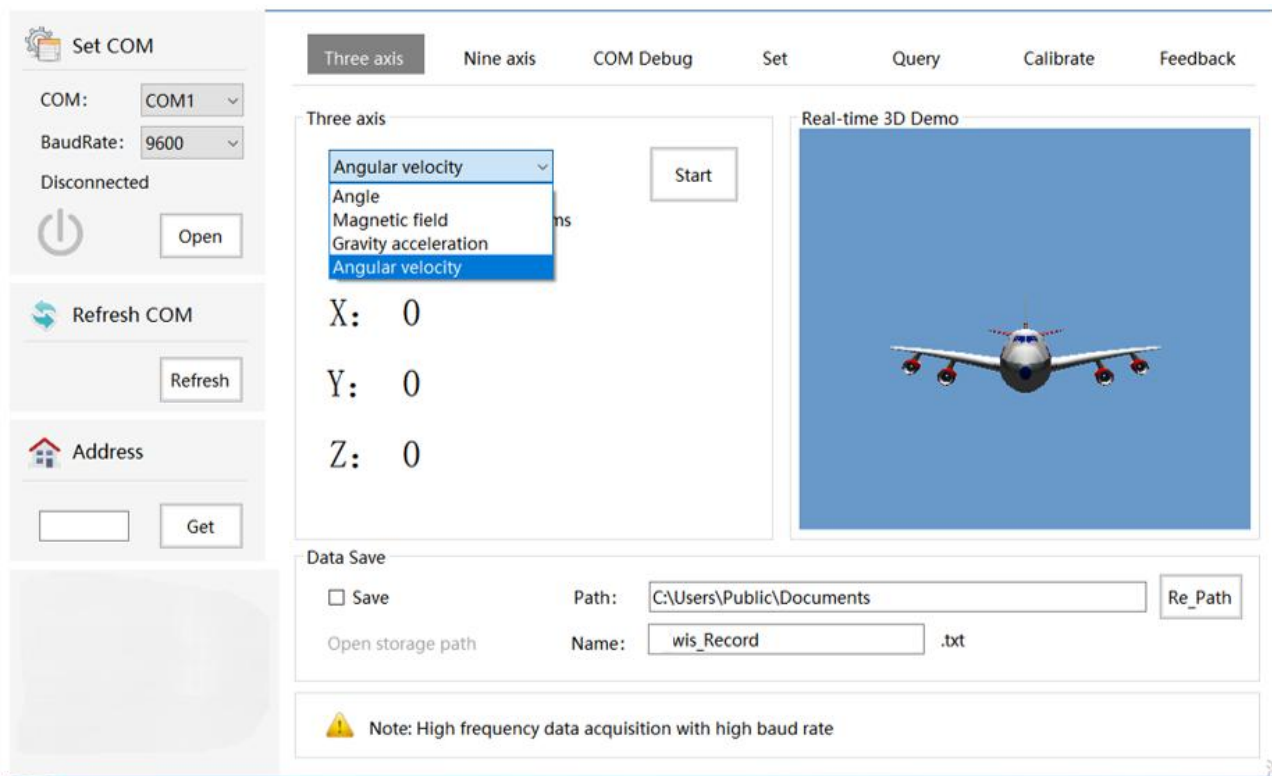 Set COM
COM: COM1
BaudRate: 9600
Disconnected
Open
Refresh COM
Refresh
Address
Get
Three axis Nine axis COM Debug Set Query Calibrate Feedback
Three axis
Angular velocity
Start
Angle
Magnetic field
ms
Gravity acceleration
Angular velocity
X: 0
Y: 0
Z: 0
Real-time 3D Demo
Data Save
Save Path: C:\Users\Public\Documents Re_Path
Open storage path Name: wis_Record .txt
Note: High frequency data acquisition with high baud rate